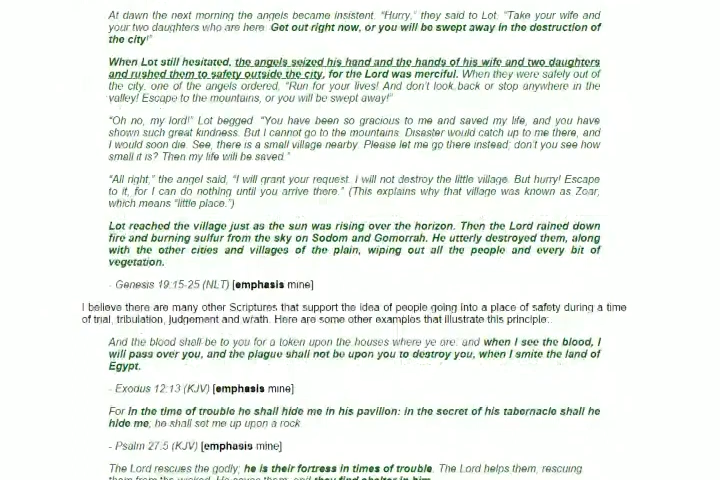 At dawn the next morning the angels became insistent. "Hurry," they said to Lot. "Take your wife and
your two daughters who are here. Get out right now, or you will be swept away in the destruction of
the city!"
When Lot still hesitated, the angels seized his hand and the hands of his wife and two daughters
and rushed them to safety outside the city, for the Lord was merciful. When they were safely out of
the city, one of the angels ordered, "Run for your lives! And don't look back or stop anywhere in the
valley! Escape to the mountains, or you will be swept away!"
"Oh no, my lord!" Lot begged. "You have been so gracious to me and saved my life, and you have
shown such great kindness. But I cannot go to the mountains. Disaster would catch up to me there, and
I would soon die. See, there is a small village nearby. Please let me go there instead; don't you see how
small it is? Then my life will be saved."
"All right," the angel said, "I will grant your request. I will not destroy the little village. But hurry! Escape
to it, for I can do nothing until you arrive there." (This explains why that village was known as Zoar,
which means "little place.")
Lot reached the village just as the sun was rising over the horizon. Then the Lord rained down
fire and burning sulfur from the sky on Sodom and Gomorrah. He utterly destroyed them, along
with the other cities and villages of the plain, wiping out all the people and every bit of
vegetation.
- Genesis 19:15-25 (NLT) [emphasis mine]
I believe there are many other Scriptures that support the idea of people going into a place of safety during a time
of trial, tribulation, judgement and wrath. Here are some other examples that illustrate this principle:
And the blood shall be to you for a token upon the houses where ye are: and when I see the blood, I
will pass over you, and the plague shall not be upon you to destroy you, when I smite the land of
Egypt.
- Exodus 12:13 (KJV) [emphasis mine]
For in the time of trouble he shall hide me in his pavilion: in the secret of his tabernacle shall he
hide me; he shall set me up upon a rock.
- Psalm 27:5 (KJV) [emphasis mine]
The Lord rescues the godly; he is their fortress in times of trouble. The Lord helps them, rescuing
them from the wicked. He saves them, and they find shelter in him.